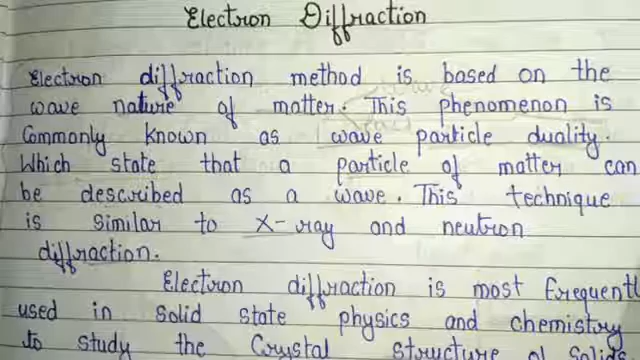 Electron Diffraction
Electron diffraction method is based on the
wave nature of matter. This phenomenon is
Commonly known as wave particle duality.
Which state that a particle of matter can
be described as a wave. This technique
is similar to X-ray and neutron
diffraction.
Electron diffraction is most frequentl
used in Solid state physics and chemistry
to study the Crystal structure of Solids